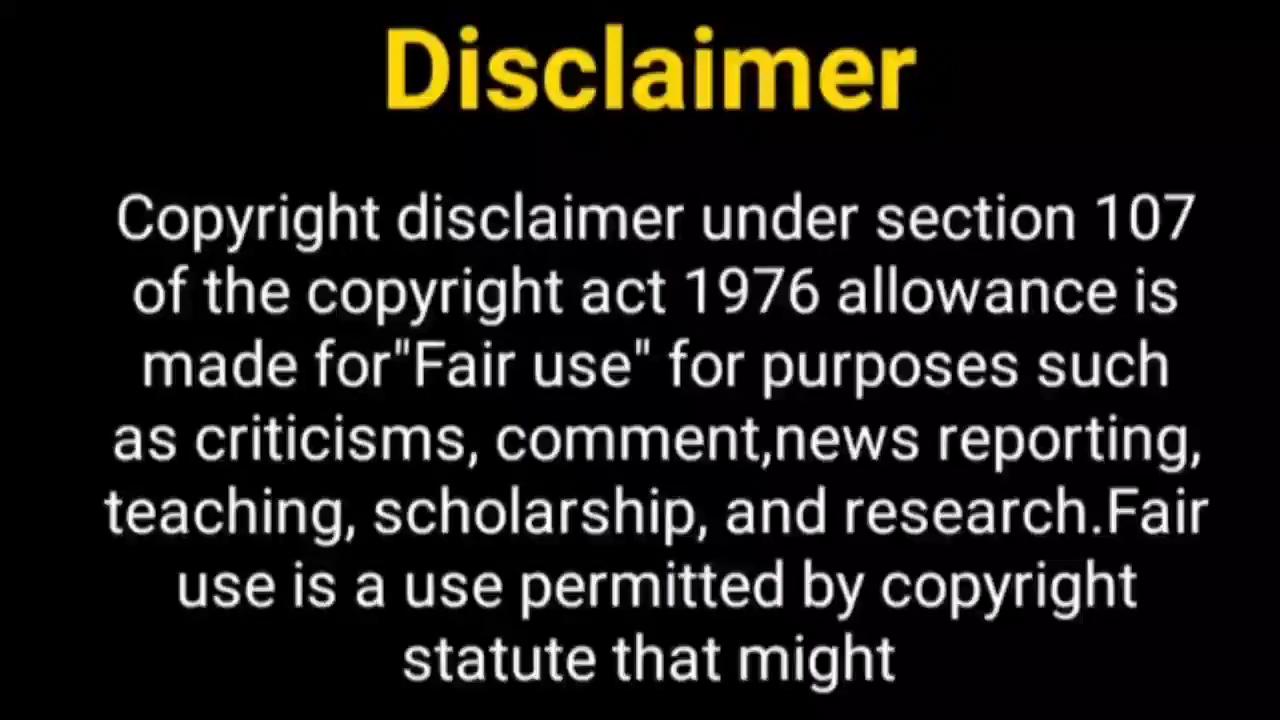 Disclaimer
Copyright disclaimer under section 107
of the copyright act 1976 allowance is
made for"Fair use" for purposes such
as criticisms, comment,news reporting,
teaching, scholarship, and research.Fair
use is a use permitted by copyright
statute that might